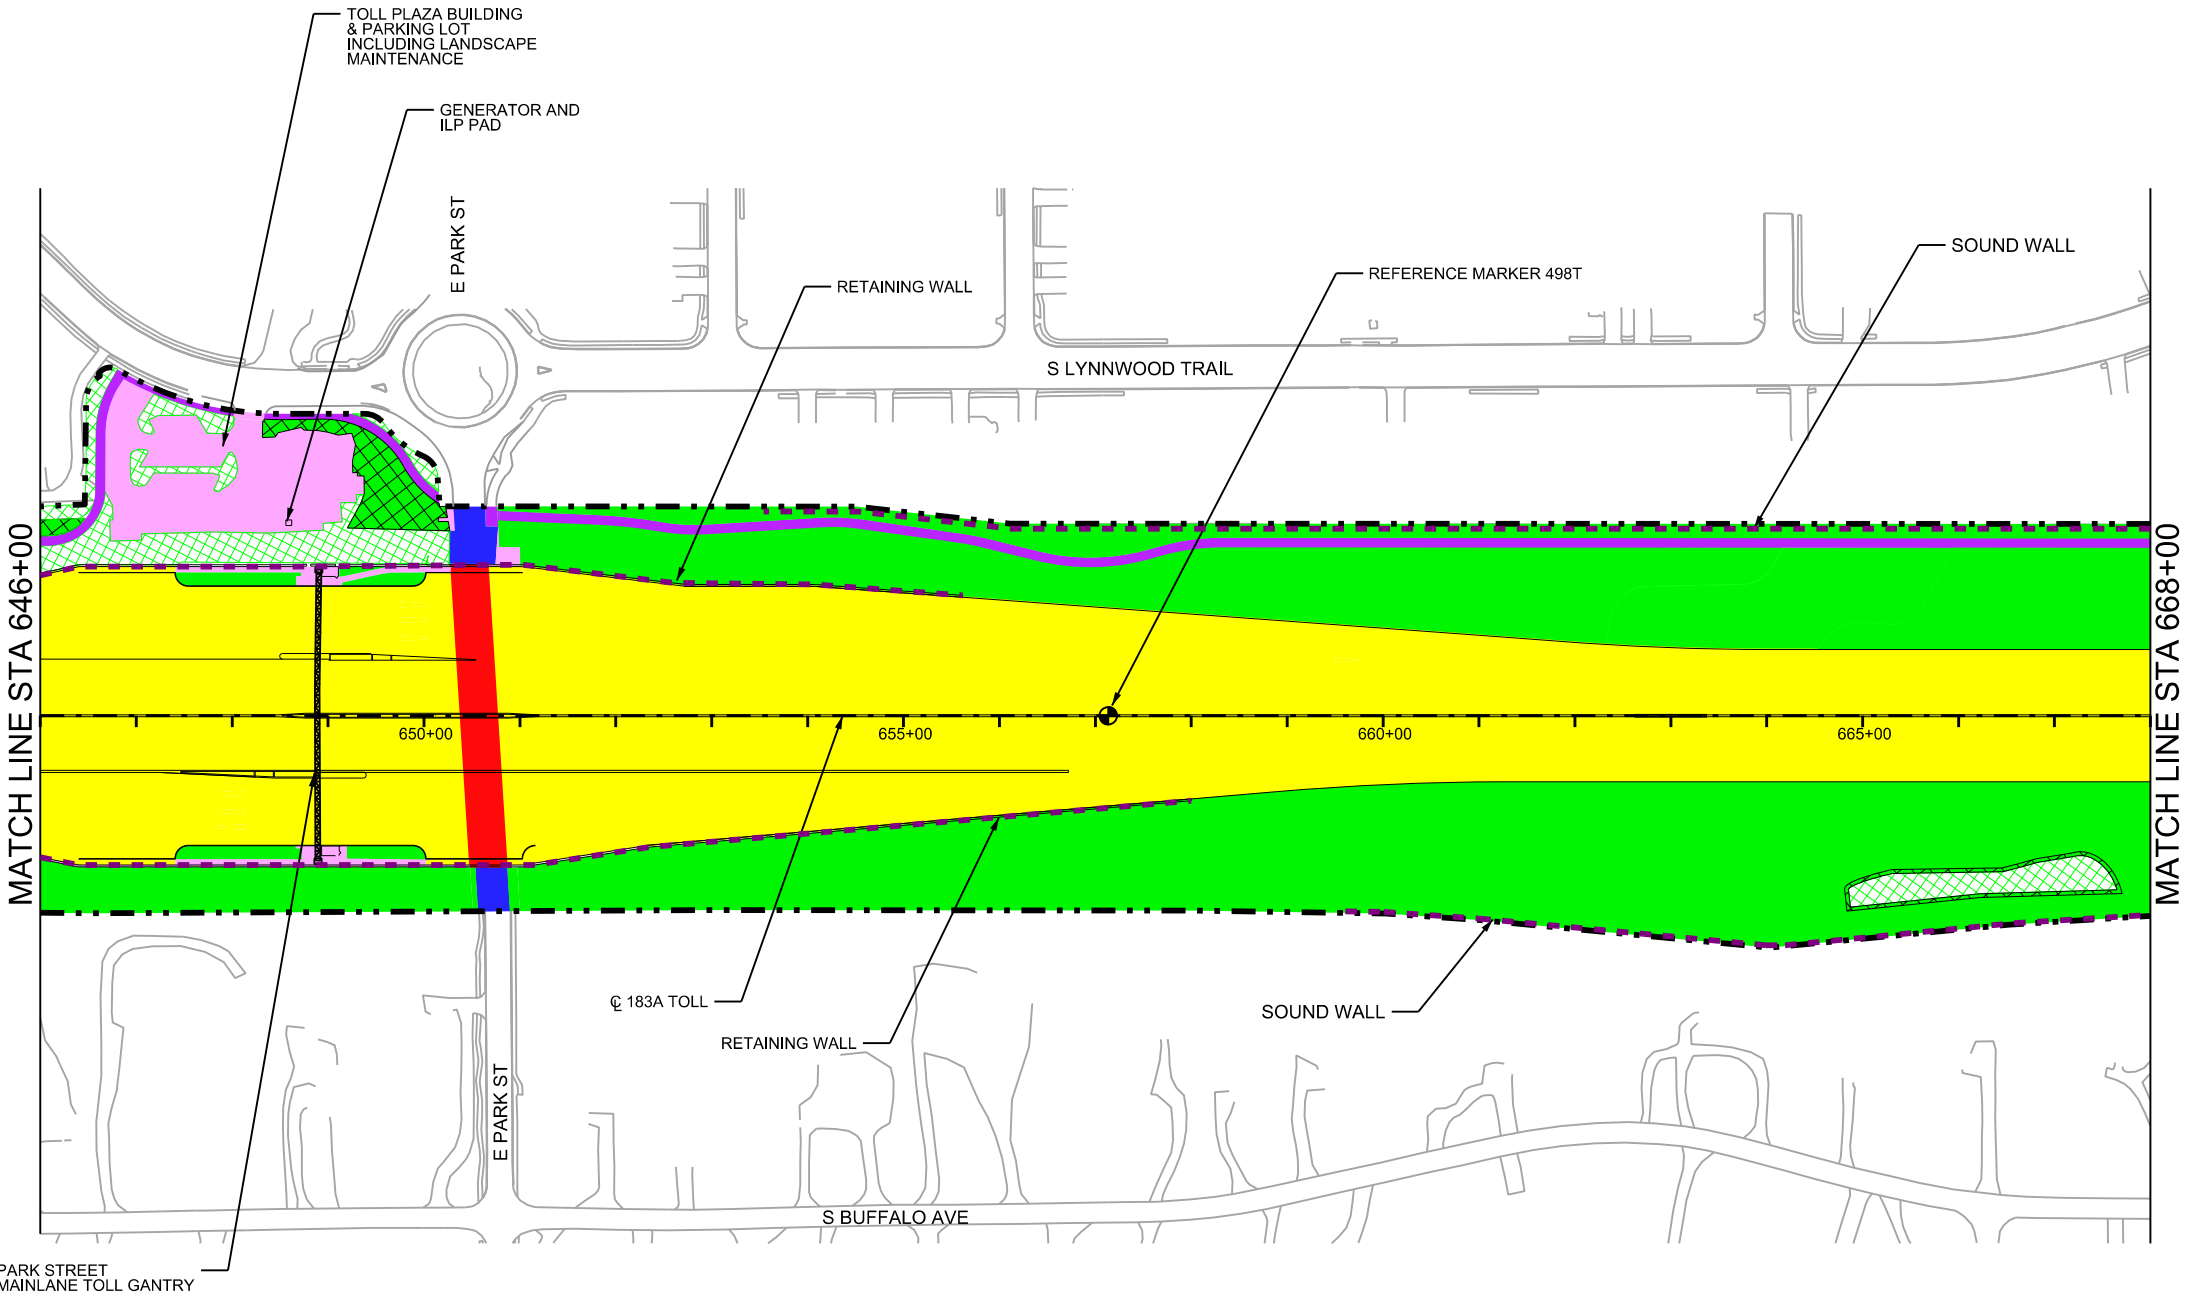 TOLL PLAZA BUILDING
& PARKING LOT
INCLUDING LANDSCAPE
MAINTENANCE
GENERATOR AND
ILP PAD
E PARK ST
RETAINING WALL
REFERENCE MARKER 498T
SOUND WALL
S LYNNWOOD TRAIL
MATCH LINE STA 646+00
MATCH LINE STA 668+00
650+00
655+00
660+00
665+00
℄ 183A TOLL
RETAINING WALL
SOUND WALL
E PARK ST
S BUFFALO AVE
PARK STREET
MAINLANE TOLL GANTRY